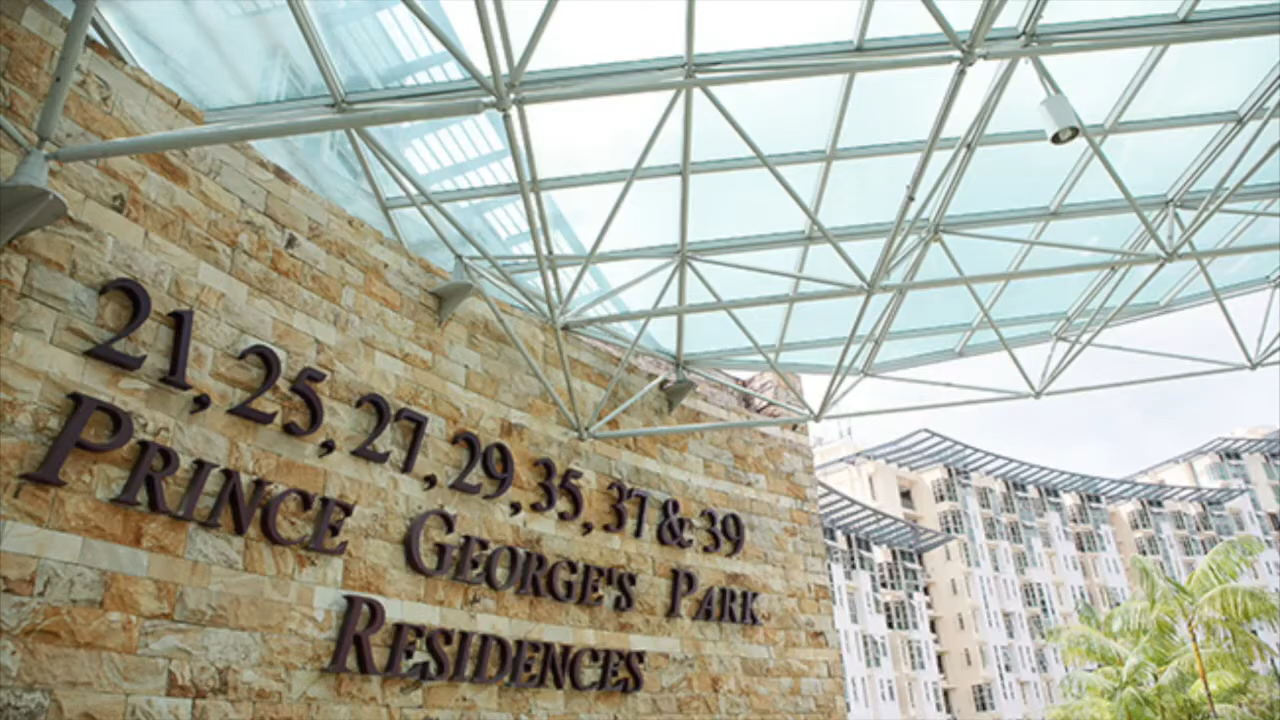 21, 25, 27, 29, 35, 37 & 39
PRINCE GEORGE'S PARK
RESIDENCES